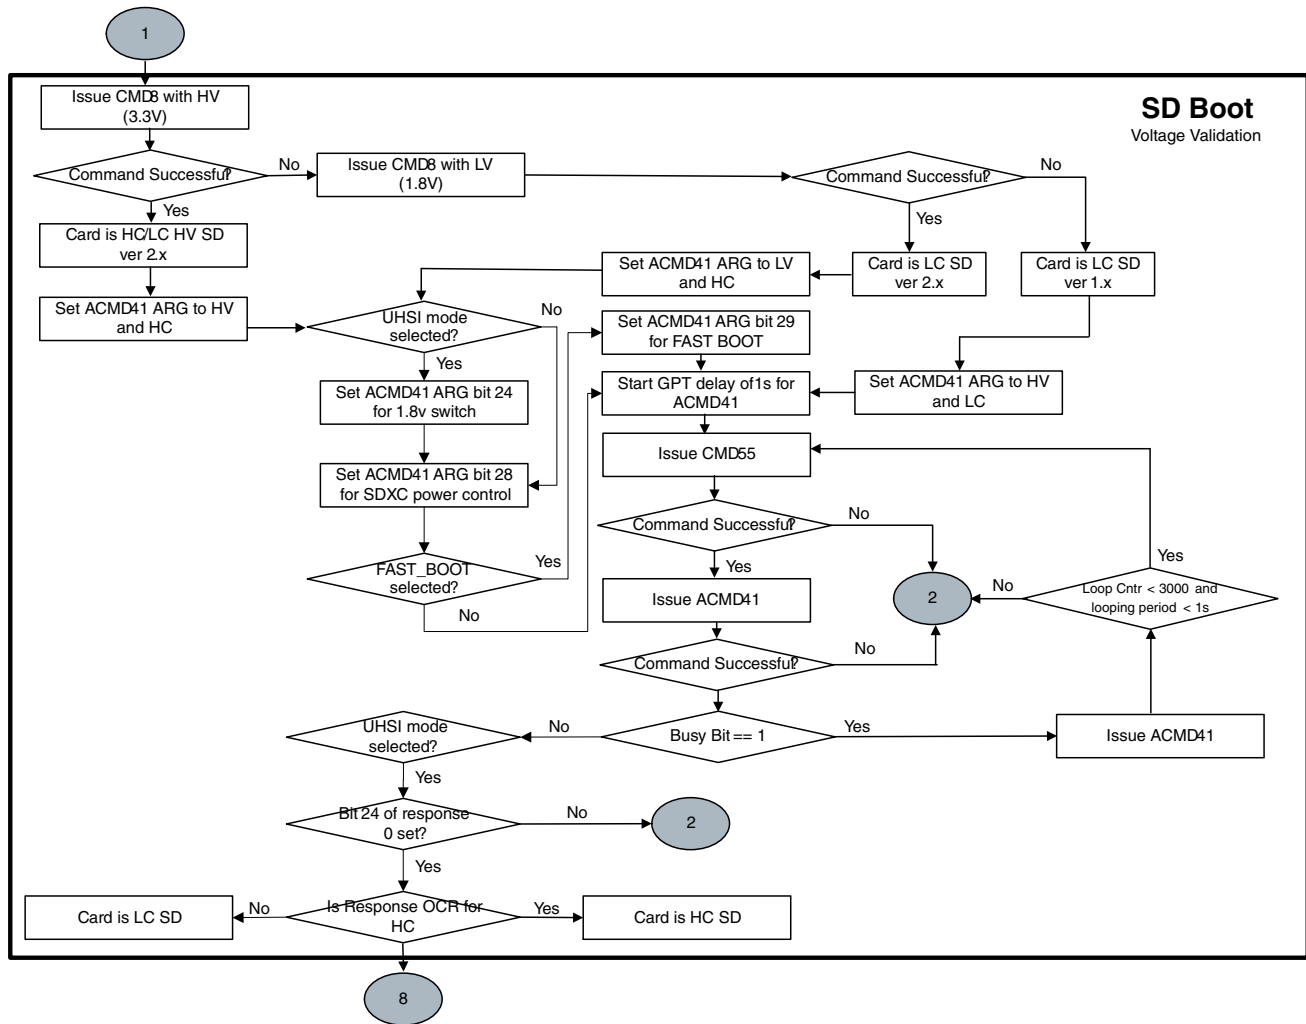 1
SD Boot
Voltage Validation
Issue CMD8 with HV
(3.3V)
Command Successful?
No
Issue CMD8 with LV
(1.8V)
Command Successful?
No
Yes
Yes
Card is HC/LC HV SD
ver 2.x
Set ACMD41 ARG to LV
and HC
Card is LC SD
ver 2.x
Card is LC SD
ver 1.x
Set ACMD41 ARG to HV
and HC
UHSI mode
selected?
No
Set ACMD41 ARG bit 29
for FAST BOOT
Yes
Set ACMD41 ARG bit 24
for 1.8v switch
Start GPT delay of1s for
ACMD41
Set ACMD41 ARG to HV
and LC
Issue CMD55
Set ACMD41 ARG bit 28
for SDXC power control
Command Successful?
No
FAST_BOOT
selected?
Yes
No
Yes
Issue ACMD41
2
No
Yes
Loop Cntr < 3000 and
looping period < 1s
Command Successful?
No
UHSI mode
selected?
No
Busy Bit == 1
Yes
Issue ACMD41
Yes
Bit 24 of response
0 set?
No
2
Yes
Card is LC SD
No
Is Response OCR for
HC
Yes
Card is HC SD
8